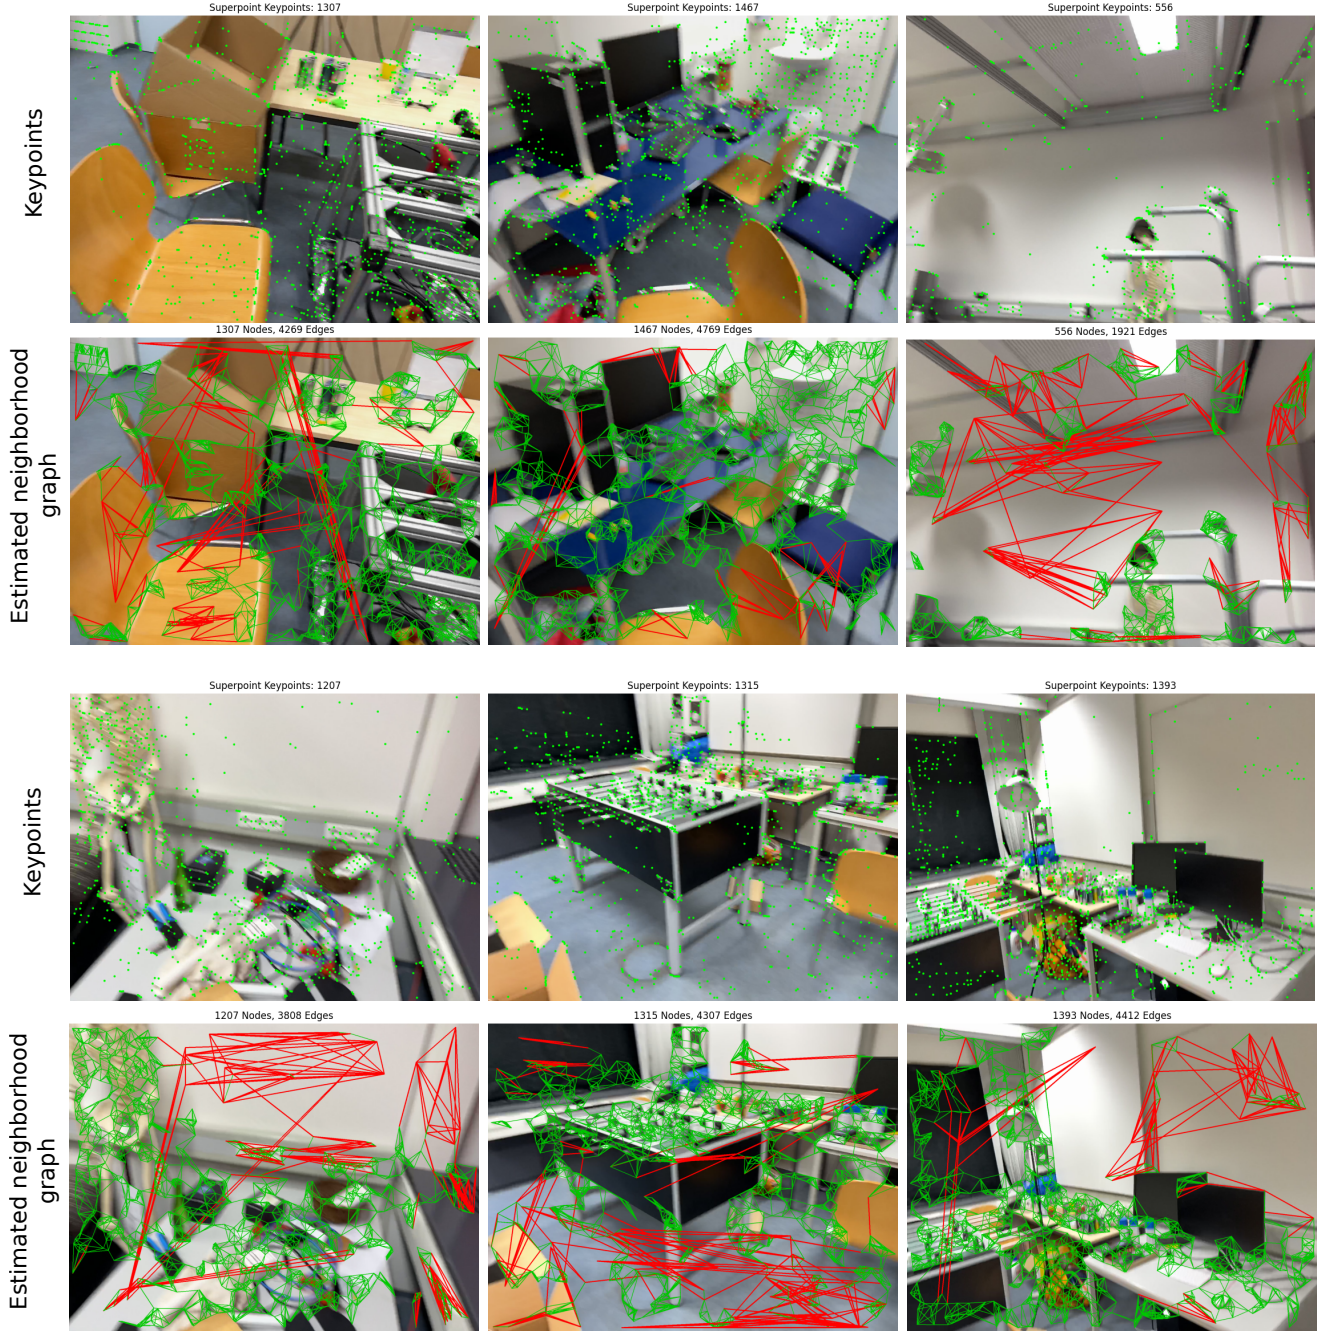 Superpoint Keypoints: 1307
Superpoint Keypoints: 1467
Superpoint Keypoints: 556
Keypoints
1307 Nodes, 4269 Edges
1467 Nodes, 4769 Edges
556 Nodes, 1921 Edges
Estimated neighborhood
graph
Superpoint Keypoints: 1207
Superpoint Keypoints: 1315
Superpoint Keypoints: 1393
Keypoints
1207 Nodes, 3808 Edges
1315 Nodes, 4307 Edges
1393 Nodes, 4412 Edges
Estimated neighborhood
graph